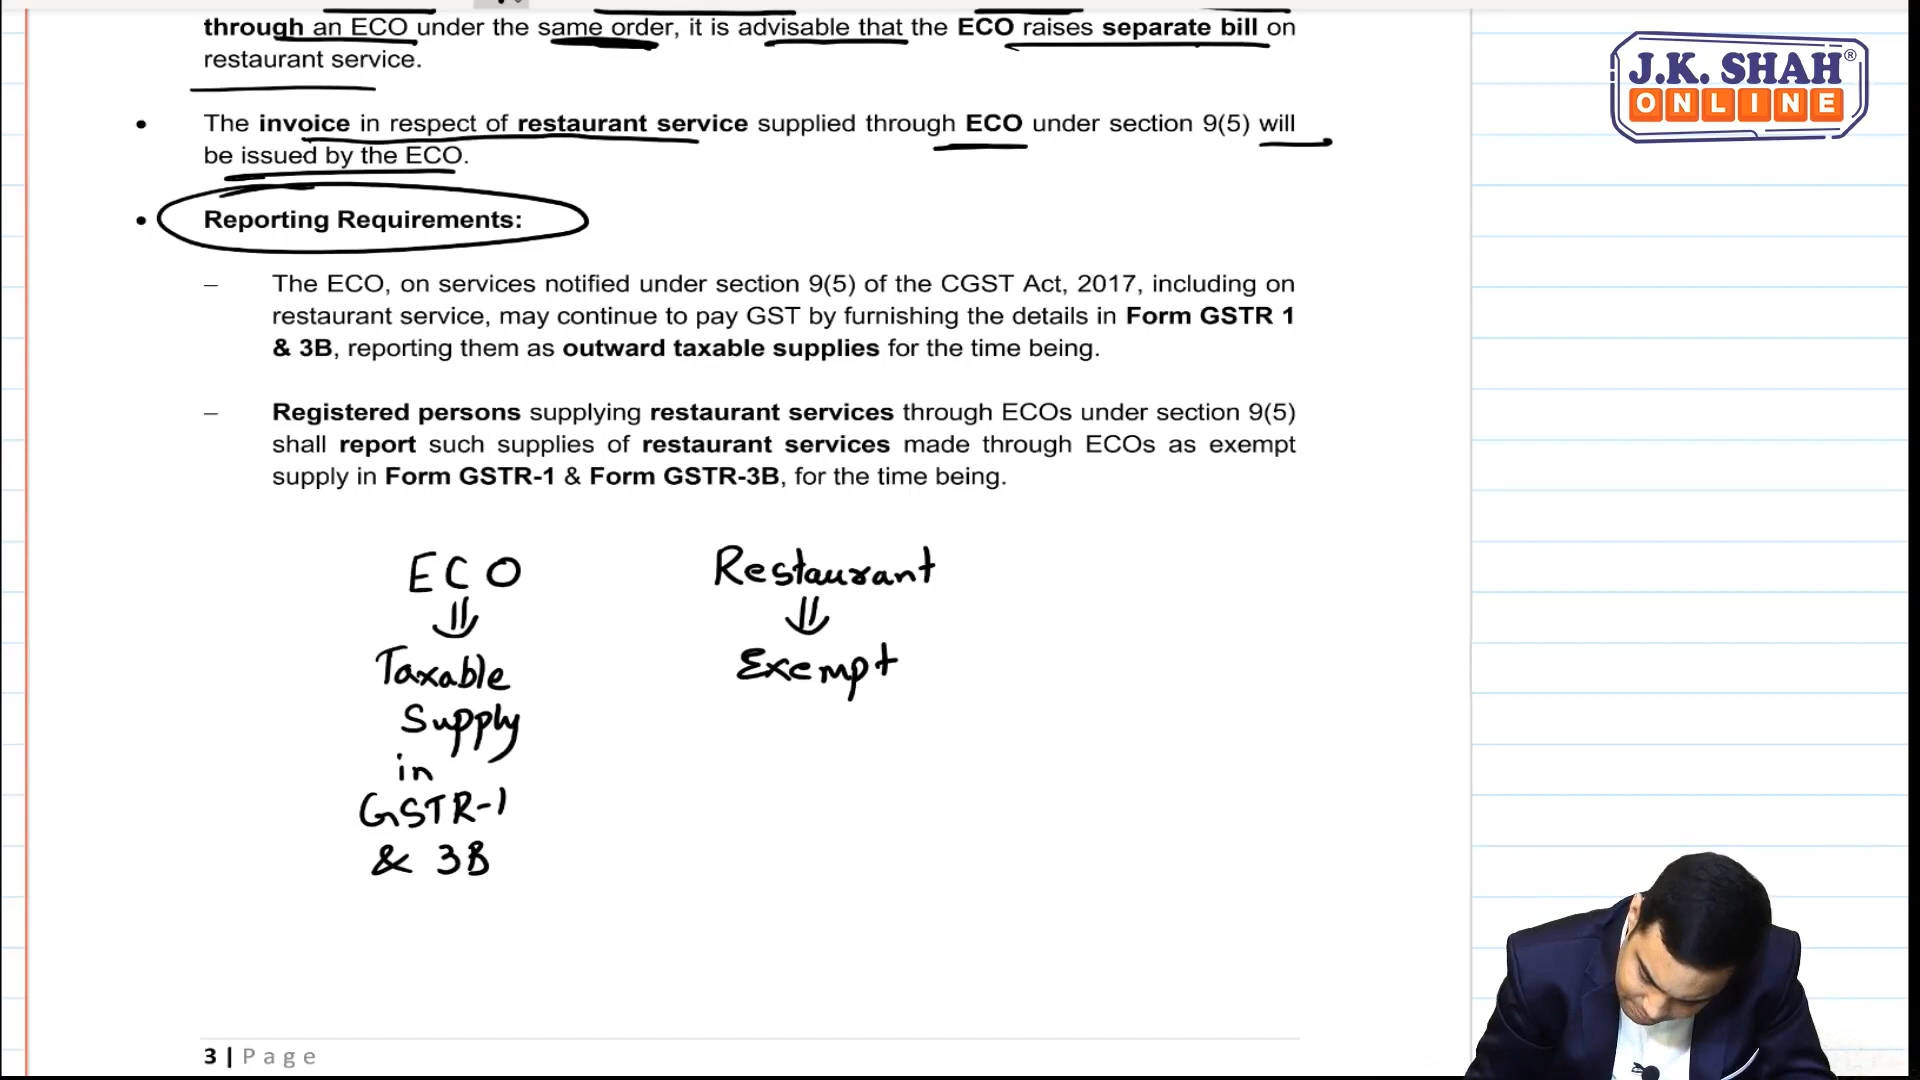 through an ECO under the same order, it is advisable that the ECO raises separate bill on
restaurant service.
J.K. SHAH®
ONLINE
• The invoice in respect of restaurant service supplied through ECO under section 9(5) will
be issued by the ECO.
• Reporting Requirements:
– The ECO, on services notified under section 9(5) of the CGST Act, 2017, including on
restaurant service, may continue to pay GST by furnishing the details in Form GSTR 1
& 3B, reporting them as outward taxable supplies for the time being.
– Registered persons supplying restaurant services through ECOs under section 9(5)
shall report such supplies of restaurant services made through ECOs as exempt
supply in Form GSTR-1 & Form GSTR-3B, for the time being.
ECO
Taxable
Supply
in
GSTR-1
& 3B
Restaurant
Exempt
3 | Page